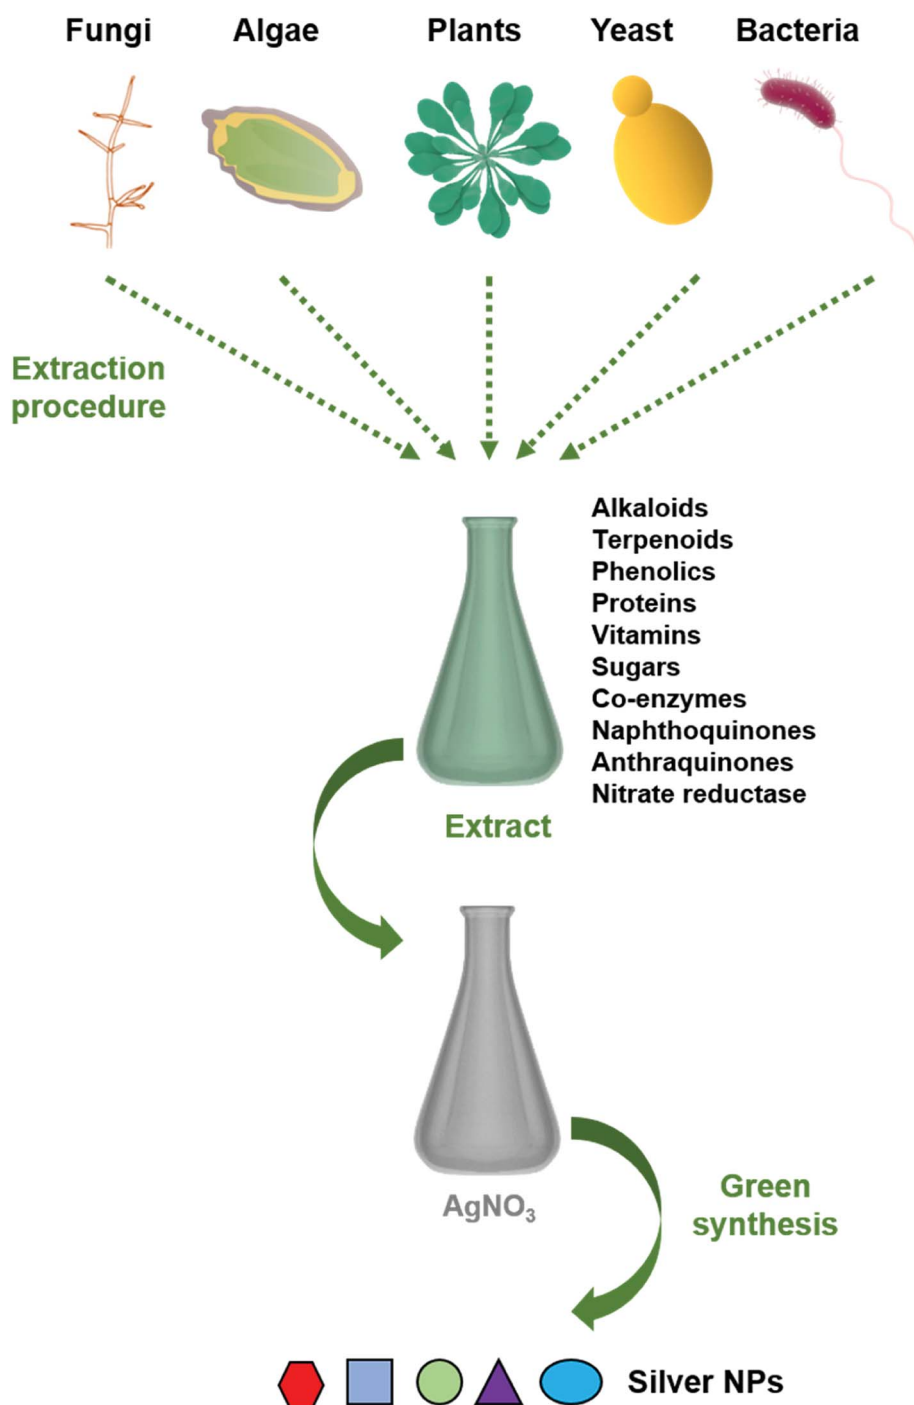 Fungi Algae Plants Yeast Bacteria
Extraction
procedure
Alkaloids
Terpenoids
Phenolics
Proteins
Vitamins
Sugars
Co-enzymes
Naphthoquinones
Anthraquinones
Nitrate reductase
Extract
AgNO₃
Green
synthesis
Silver NPs